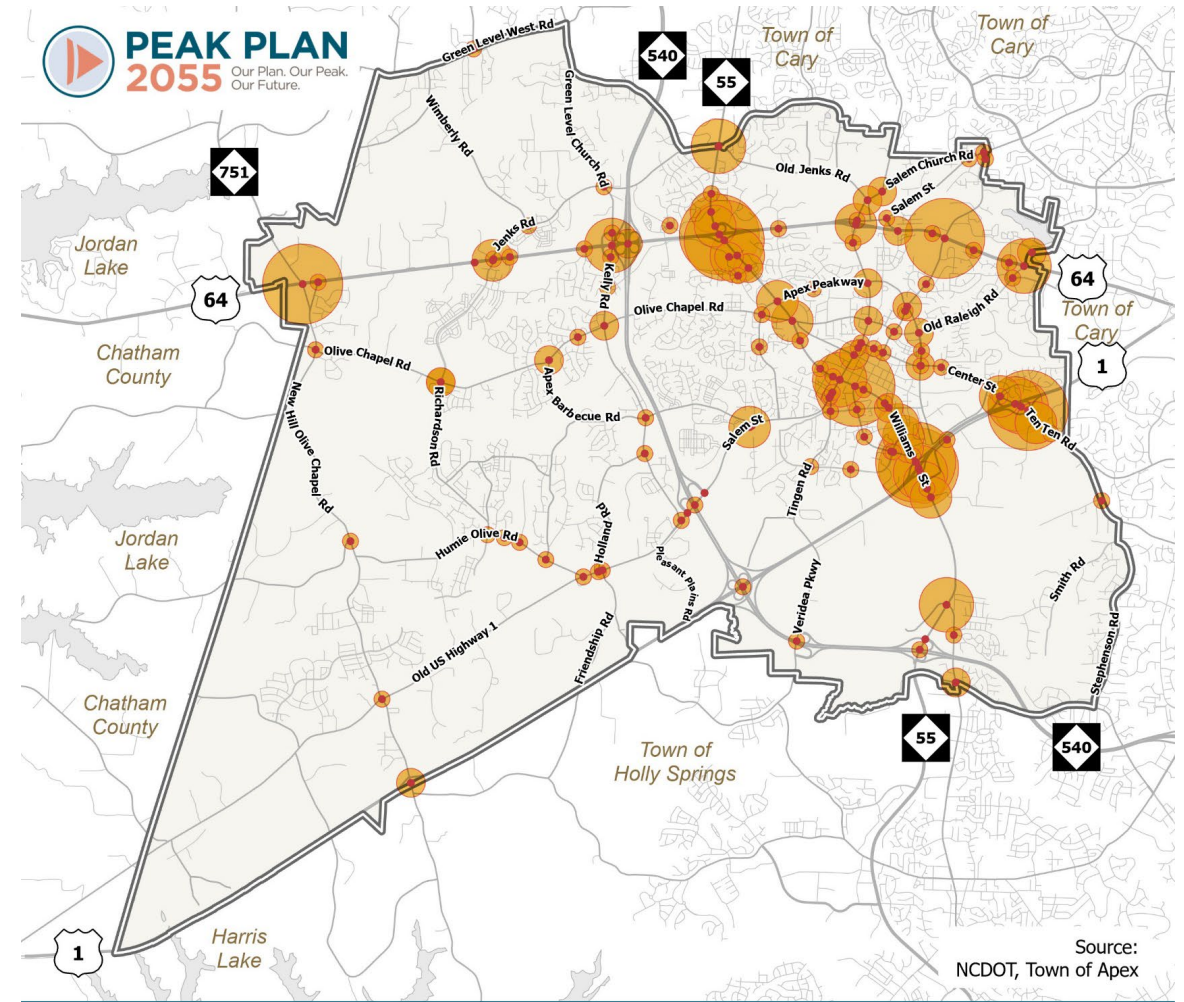 PEAK PLAN
2055 Our Plan. Our Peak.
Our Future.
Green Level West Rd
540
55
Town of
Cary
Town of
Cary
Wimberly Rd
Green Level Church Rd
751
Old Jenks Rd
Salem Church Rd
Salem St
Jordan
Lake
Jenks Rd
Kelly Rd
64
64
Apex Peakway
Olive Chapel Rd
Old Raleigh Rd
Town of
Cary
1
Chatham
County
Olive Chapel Rd
Richardson Rd
Apex Barbecue Rd
Center St
New Hill Olive Chapel Rd
Salem St
Williams St
Ten Ten Rd
Tingen Rd
Jordan
Lake
Humie Olive Rd
Holland Rd
Pleasant Plains Rd
Smith Rd
Veridea Pkwy
Old US Highway 1
Friendship Rd
Stephenson Rd
Chatham
County
Town of
Holly Springs
55
540
Harris
Lake
1
Source:
NCDOT, Town of Apex